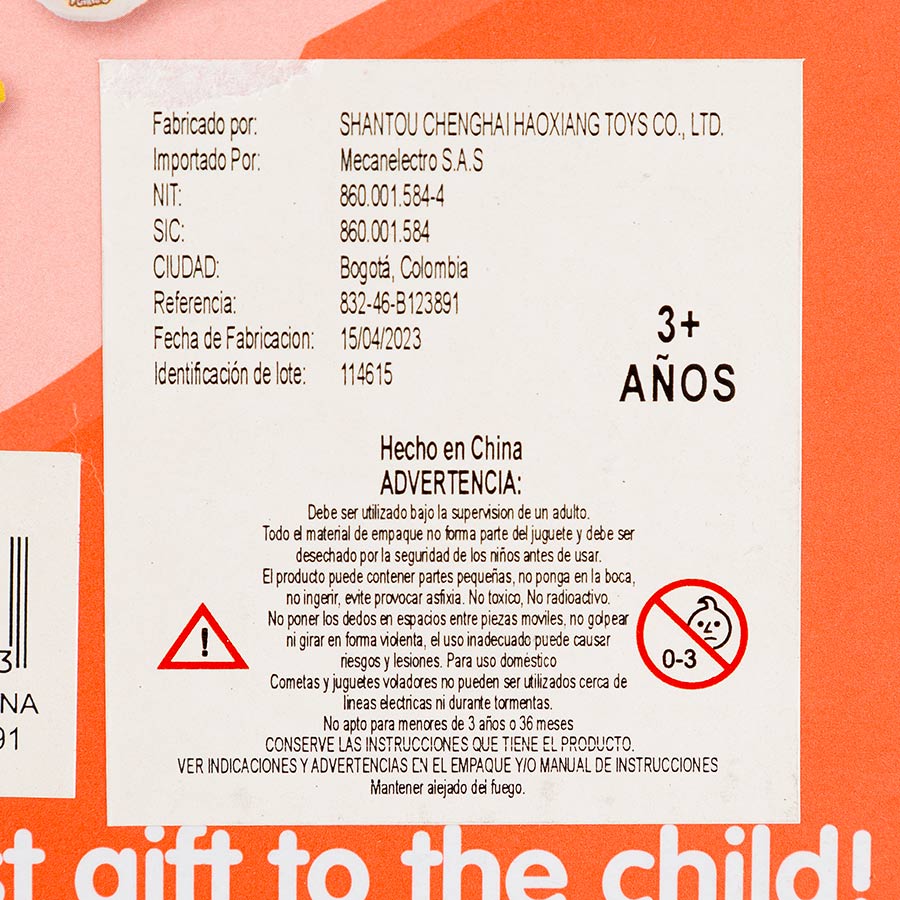 Fabricado por: SHANTOU CHENGHAI HAOXIANG TOYS CO., LTD.
Importado Por: Mecanelectro S.A.S
NIT: 860.001.584-4
SIC: 860.001.584
CIUDAD: Bogotá, Colombia
Referencia: 832-46-B123891
Fecha de Fabricacion: 15/04/2023
Identificación de lote: 114615
3+
AÑOS
Hecho en China
ADVERTENCIA:
Debe ser utilizado bajo la supervision de un adulto.
Todo el material de empaque no forma parte del juguete y debe ser
desechado por la seguridad de los niños antes de usar.
El producto puede contener partes pequeñas, no ponga en la boca,
no ingerir, evite provocar asfixia. No toxico, No radioactivo.
No poner los dedos en espacios entre piezas moviles, no golpear
ni girar en forma violenta, el uso inadecuado puede causar
riesgos y lesiones. Para uso doméstico
Cometas y juguetes voladores no pueden ser utilizados cerca de
lineas electricas ni durante tormentas.
No apto para menores de 3 años o 36 meses
CONSERVE LAS INSTRUCCIONES QUE TIENE EL PRODUCTO.
VER INDICACIONES Y ADVERTENCIAS EN EL EMPAQUE Y/O MANUAL DE INSTRUCCIONES
Mantener alejado del fuego.
!
0-3
3
NA
91
st gift to the child!